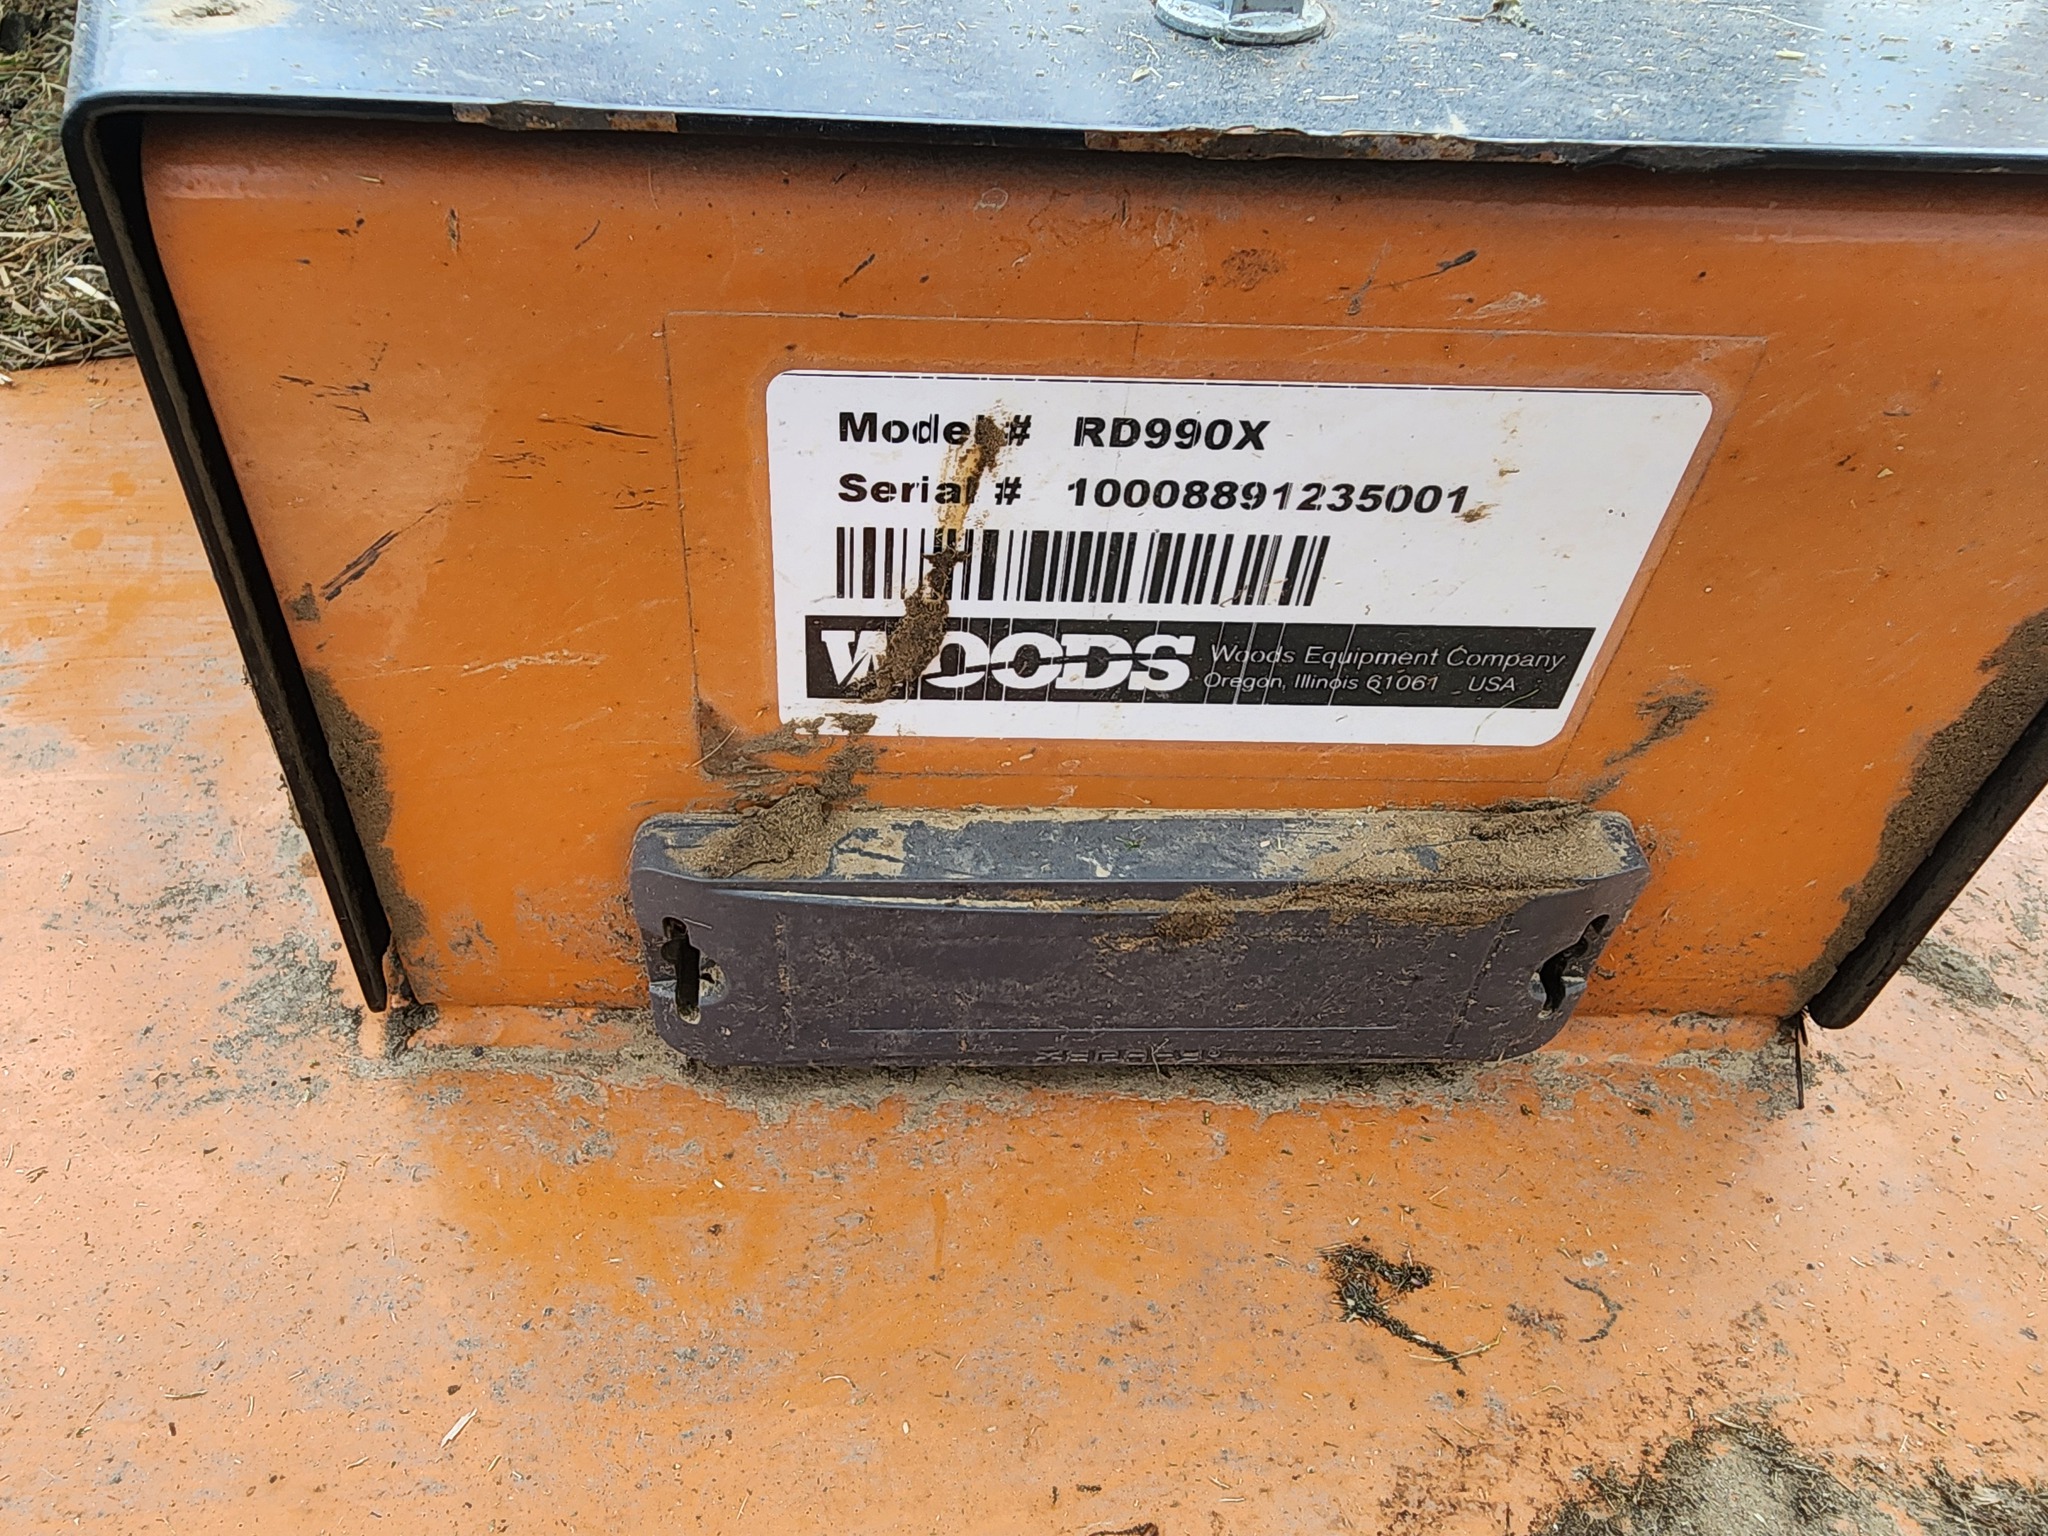 Model # RD990X
Serial # 10008891235001
WOODS
Woods Equipment Company
Oregon, Illinois 61061 USA